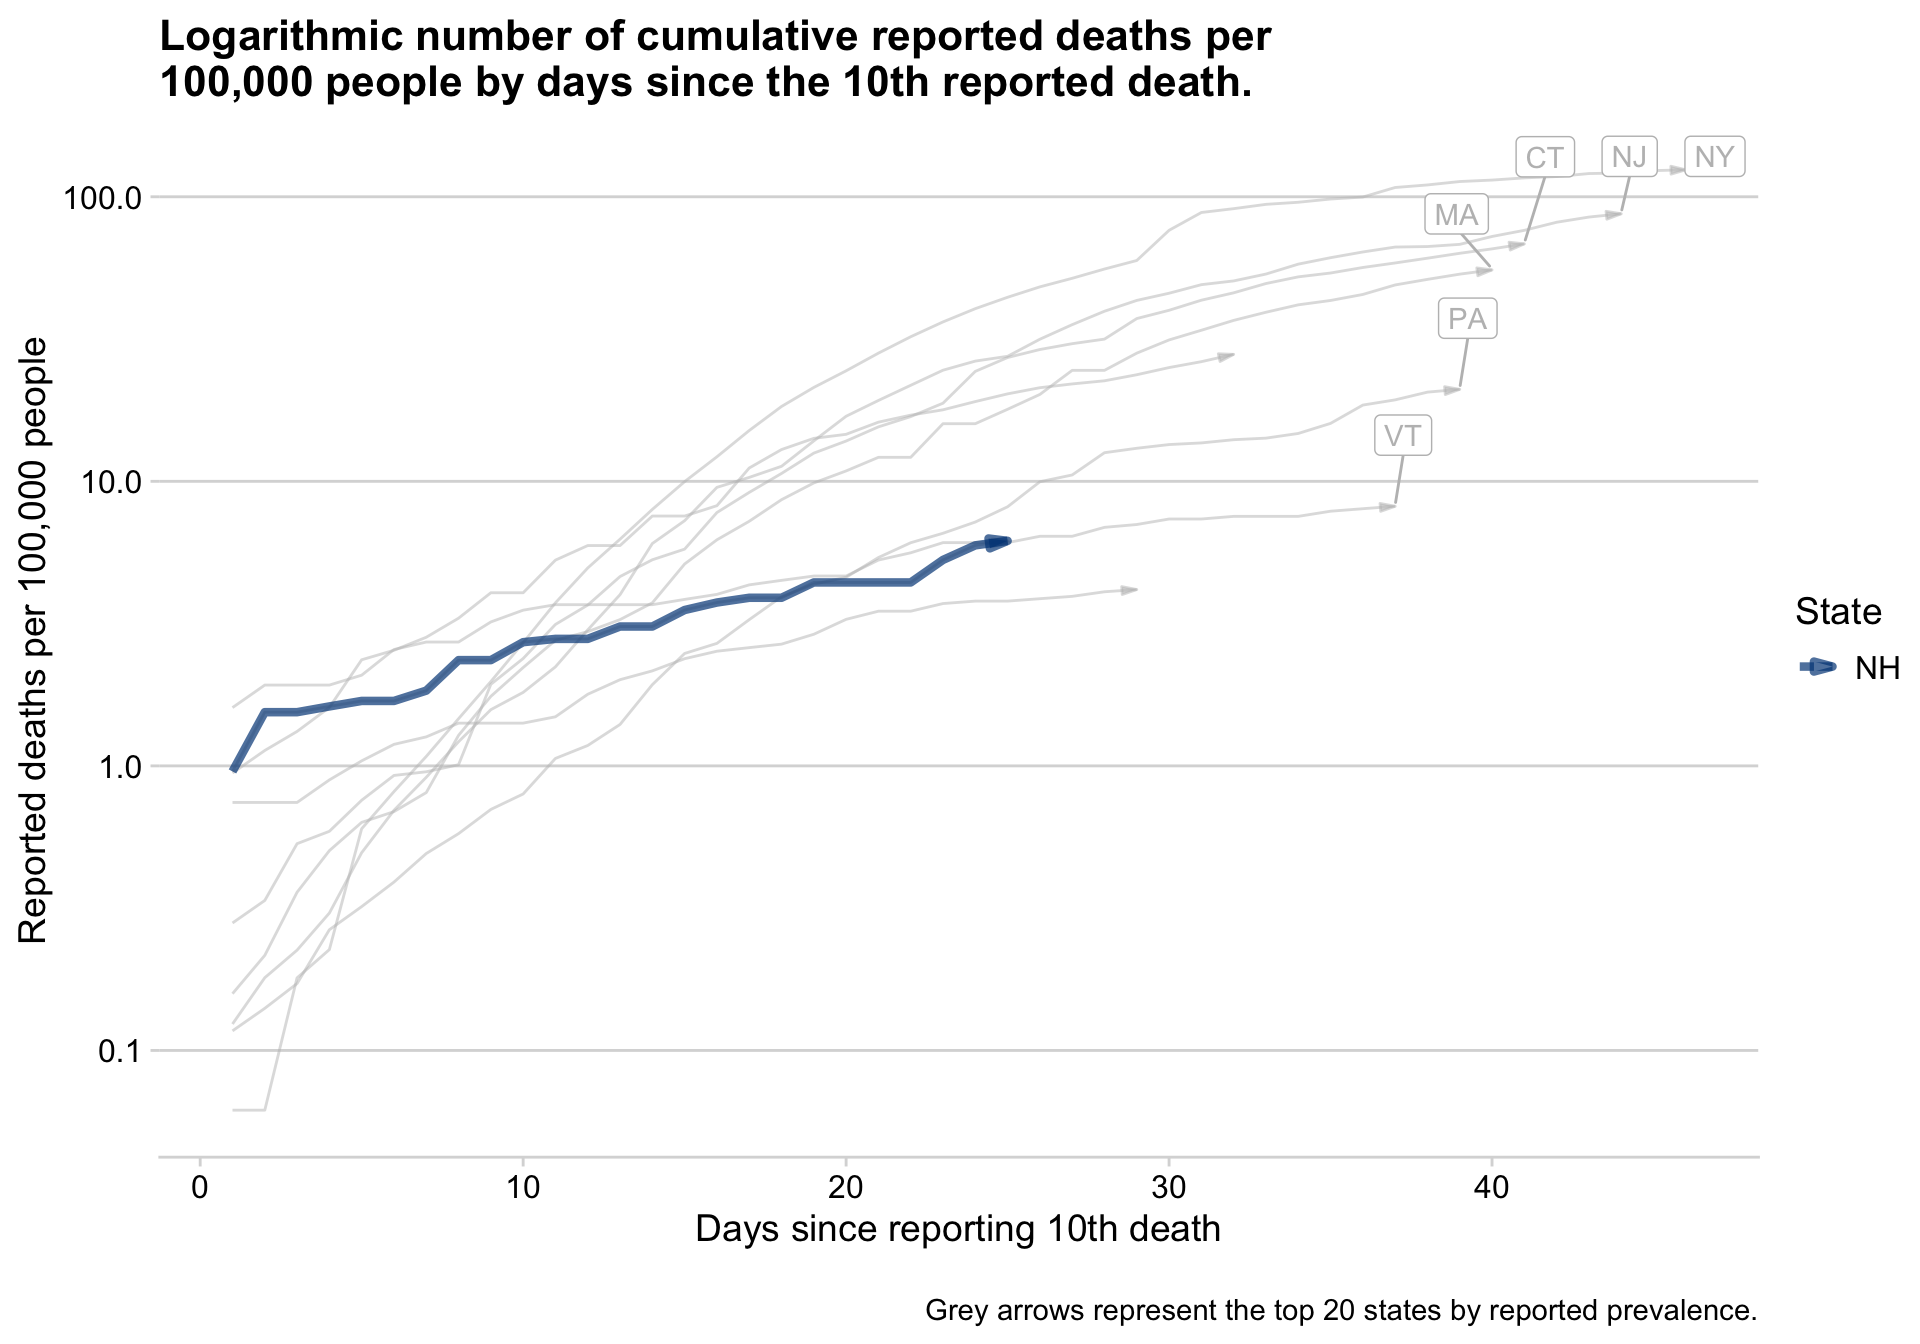 Logarithmic number of cumulative reported deaths per
100,000 people by days since the 10th reported death.
CT
NJ
NY
MA
PA
VT
100.0
10.0
1.0
0.1
Reported deaths per 100,000 people
0
10
20
30
40
Days since reporting 10th death
State
NH
Grey arrows represent the top 20 states by reported prevalence.